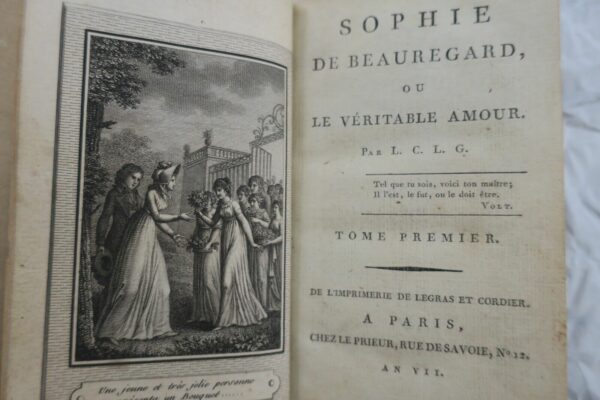 Une jeune et très jolie personne
présenta un Bouquet......
SOPHIE
DE BEAUREGARD,
OU
LE VÉRITABLE AMOUR.
PAR L. C. L. G.
Tel que tu sois, voici ton maître;
Il l'est, le fut, ou le doit être.
VOLT.
TOME PREMIER.
DE L'IMPRIMERIE DE LEGRAS ET CORDIER.
A PARIS,
CHEZ LE PRIEUR, RUE DE SAVOIE, No. 12.
AN VII.